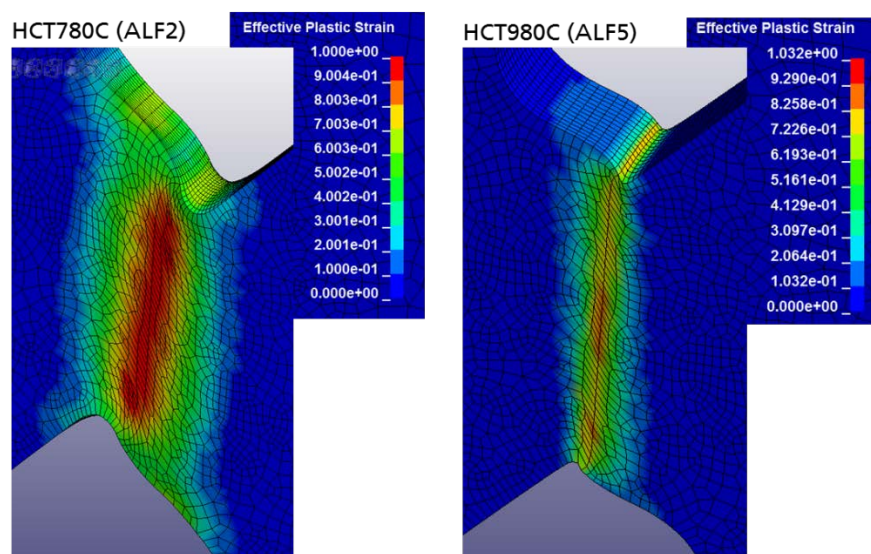 HCT780C (ALF2)
Effective Plastic Strain
1.000e+00
9.004e-01
8.003e-01
7.003e-01
6.003e-01
5.003e-01
4.002e-01
3.001e-01
2.001e-01
1.000e-01
0.000e+00
HCT980C (ALF5)
Effective Plastic Strain
1.032e+00
9.290e-01
8.258e-01
7.226e-01
6.193e-01
5.161e-01
4.129e-01
3.097e-01
2.064e-01
1.032e-01
0.000e+00